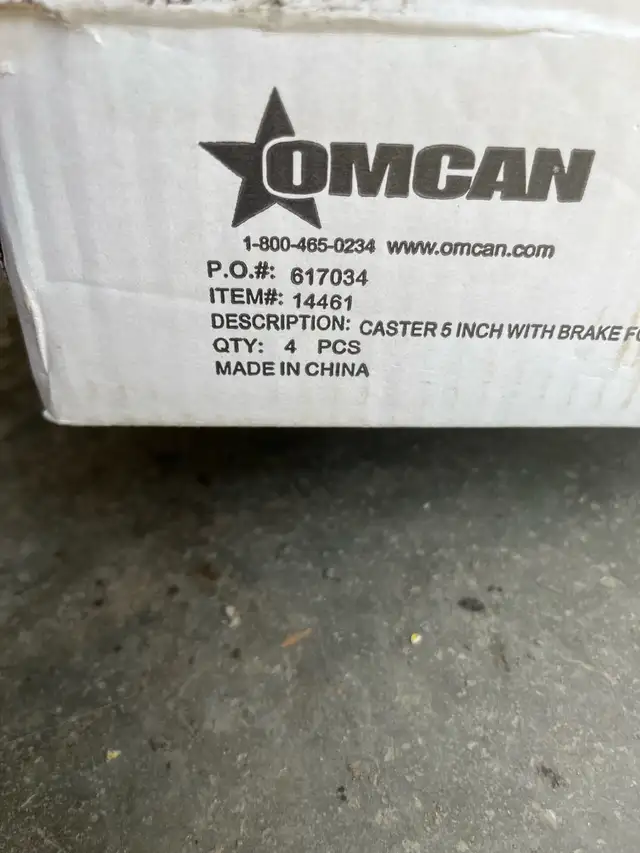 OMCAN
1-800-465-0234 www.omcan.com
P.O.#: 617034
ITEM#: 14461
DESCRIPTION: CASTER 5 INCH WITH BRAKE
QTY: 4 PCS
MADE IN CHINA